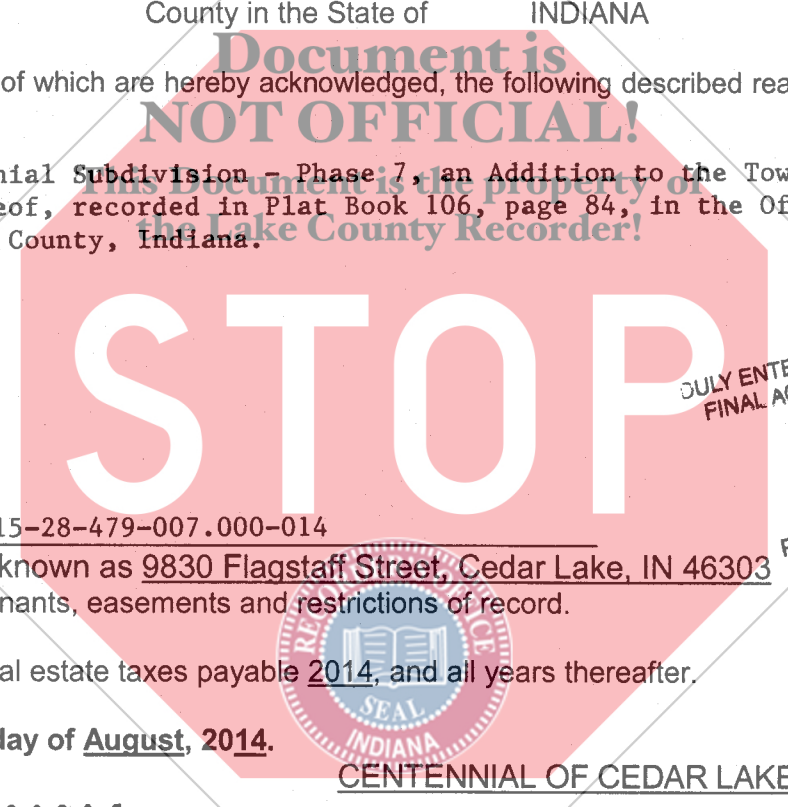 County in the State of INDIANA
Document is
of which are hereby acknowledged, the following described rea
NOT OFFICIAL!
nial Subdivision - Phase 7, an Addition to the Tow
This Document is the property of
eof, recorded in Plat Book 106, page 84, in the Of
the Lake County Recorder!
County, Indiana.
STOP
DULY ENTE
FINAL AC
15-28-479-007.000-014
known as 9830 Flagstaff Street, Cedar Lake, IN 46303
nants, easements and restrictions of record.
RECORDER'S OFFICE
al estate taxes payable 2014, and all years thereafter.
SEAL
INDIANA
day of August, 2014.
CENTENNIAL OF CEDAR LAKE